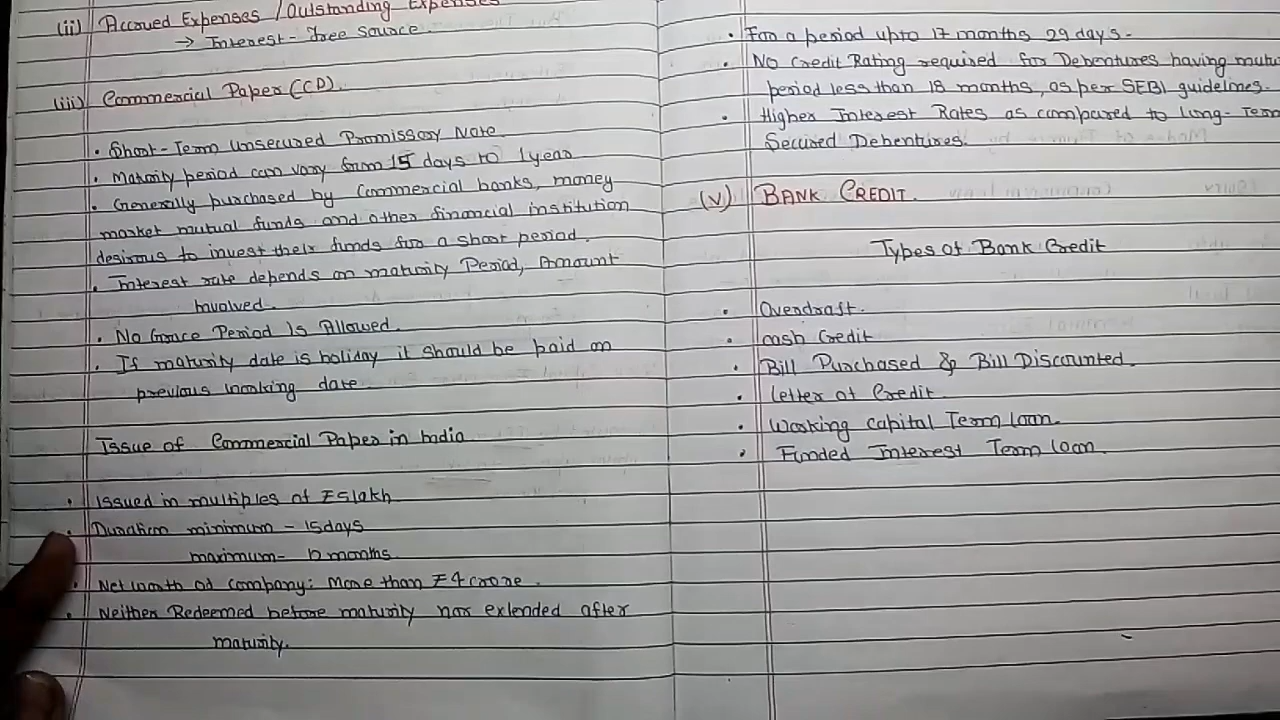 (ii) Accrued Expenses / Outstanding Expenses
→ Interest - free source.
(iii) Commercial Paper (CD).
• Short-Term unsecured Promissory Note
• Maturity period can vary from 15 days to 1 year
• Generally purchased by Commercial banks, money
market mutual funds and other financial institution
desirous to invest their funds for a short period.
• Interest rate depends on maturity Period, Amount
Involved.
• No Grace Period Is Allowed.
• If maturity date is holiday it should be paid on
previous working date
Issue of Commercial Paper in India
• Issued in multiples of ₹5 lakh
• Duration minimum - 15 days
maximum - 12 months
• Net worth od company: More than ₹4 crore.
• Neither Redeemed before maturity nor extended after
maturity.
• For a period upto 17 months 29 days.
• No Credit Rating required for Debentures having matu
period less than 18 months, as per SEBI guidelines.
• Higher Interest Rates as compared to long-Term
Secured Debentures.
(v) BANK CREDIT.
Types of Bank Credit
• Overdraft.
• cash Credit
• Bill Purchased & Bill Discounted.
• letter of Credit.
• Working Capital Term loan.
• Funded Interest Term loan.